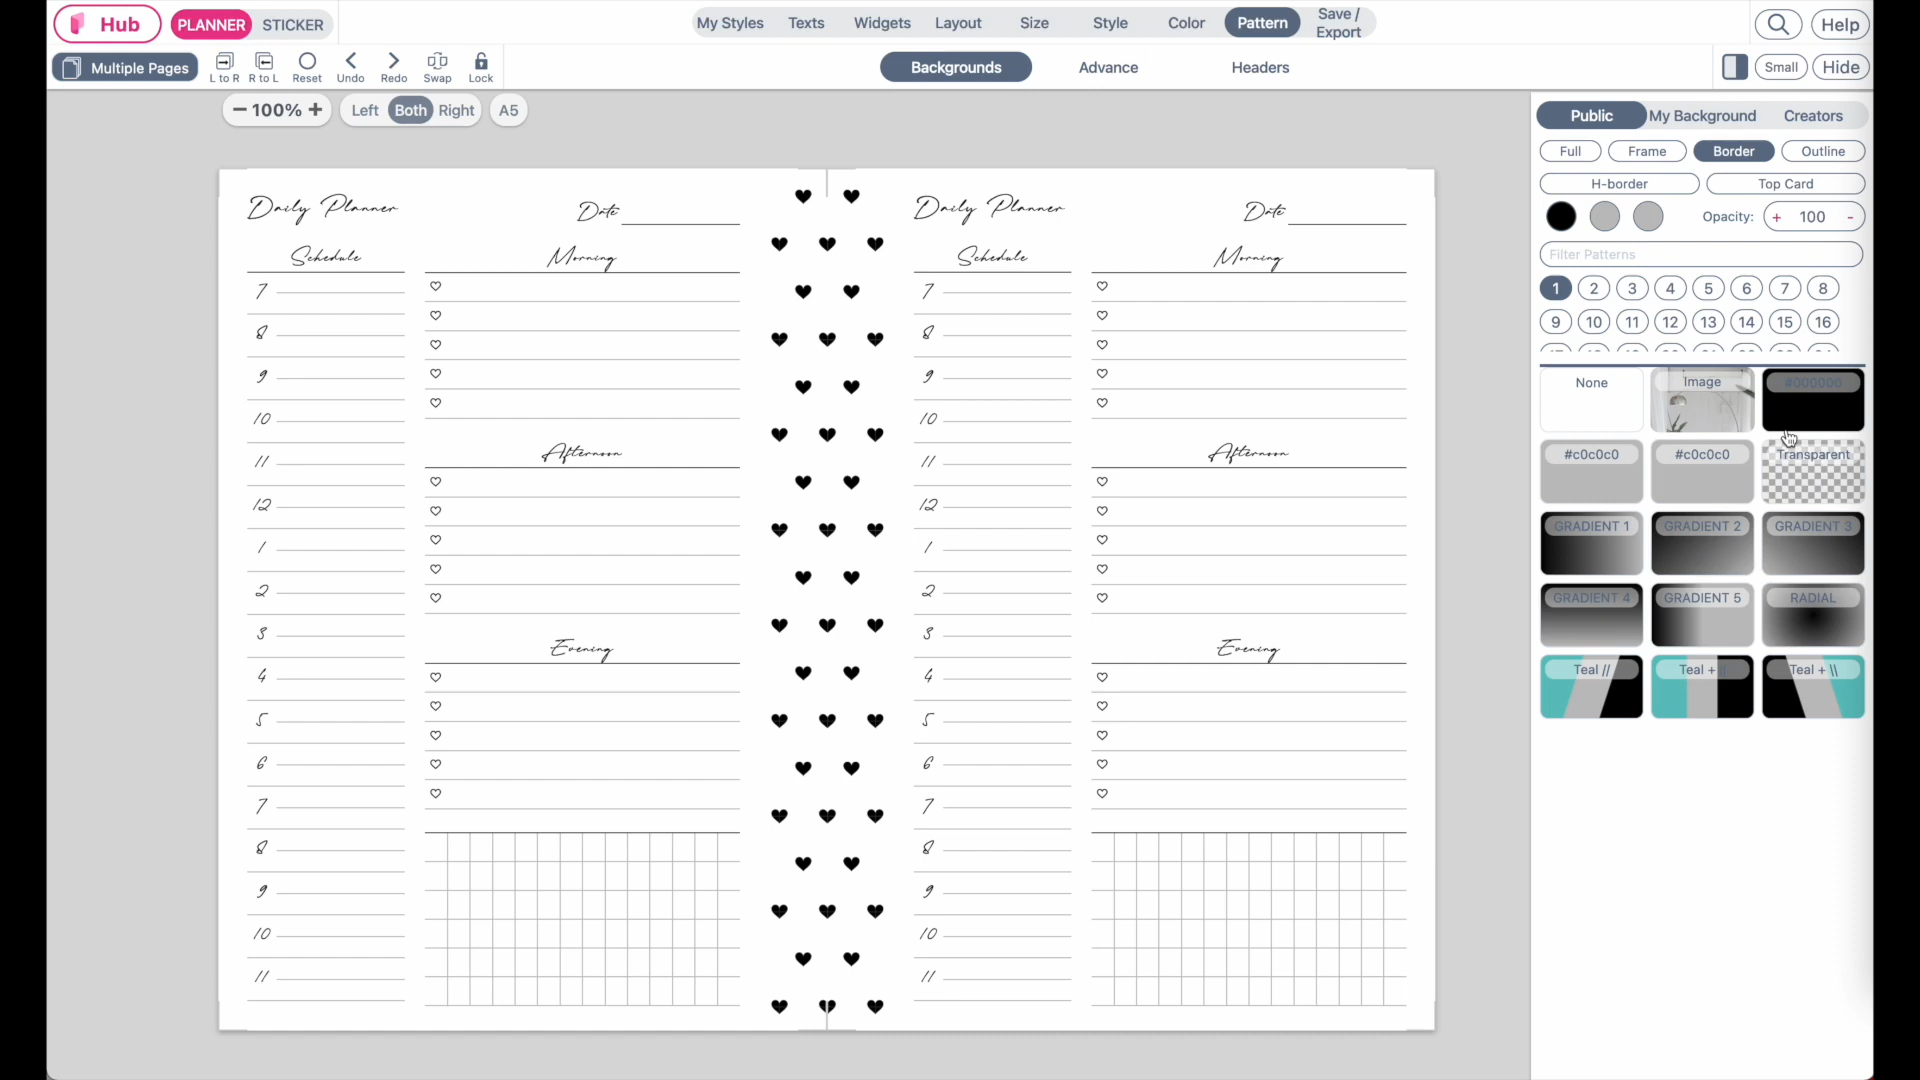 Hub PLANNER STICKER
My Styles Texts Widgets Layout Size Style Color Pattern Save / Export
Help
Multiple Pages L to R R to L Reset Undo Redo Swap Lock
Backgrounds Advance Headers
Small Hide
− 100% + Left Both Right A5
Public My Background Creators
Full Frame Border Outline
H-border Top Card
Opacity: + 100 -
Filter Patterns
1 2 3 4 5 6 7 8
9 10 11 12 13 14 15 16
None Image #000000
#c0c0c0 #c0c0c0 Transparent
GRADIENT 1 GRADIENT 2 GRADIENT 3
GRADIENT 4 GRADIENT 5 RADIAL
Teal // Teal + || Teal + \\
Daily Planner Date
Schedule Morning
7
8
9
10
11
Afternoon
12
1
2
3
Evening
4
5
6
7
8
9
10
11
Daily Planner Date
Schedule Morning
7
8
9
10
11
Afternoon
12
1
2
3
Evening
4
5
6
7
8
9
10
11